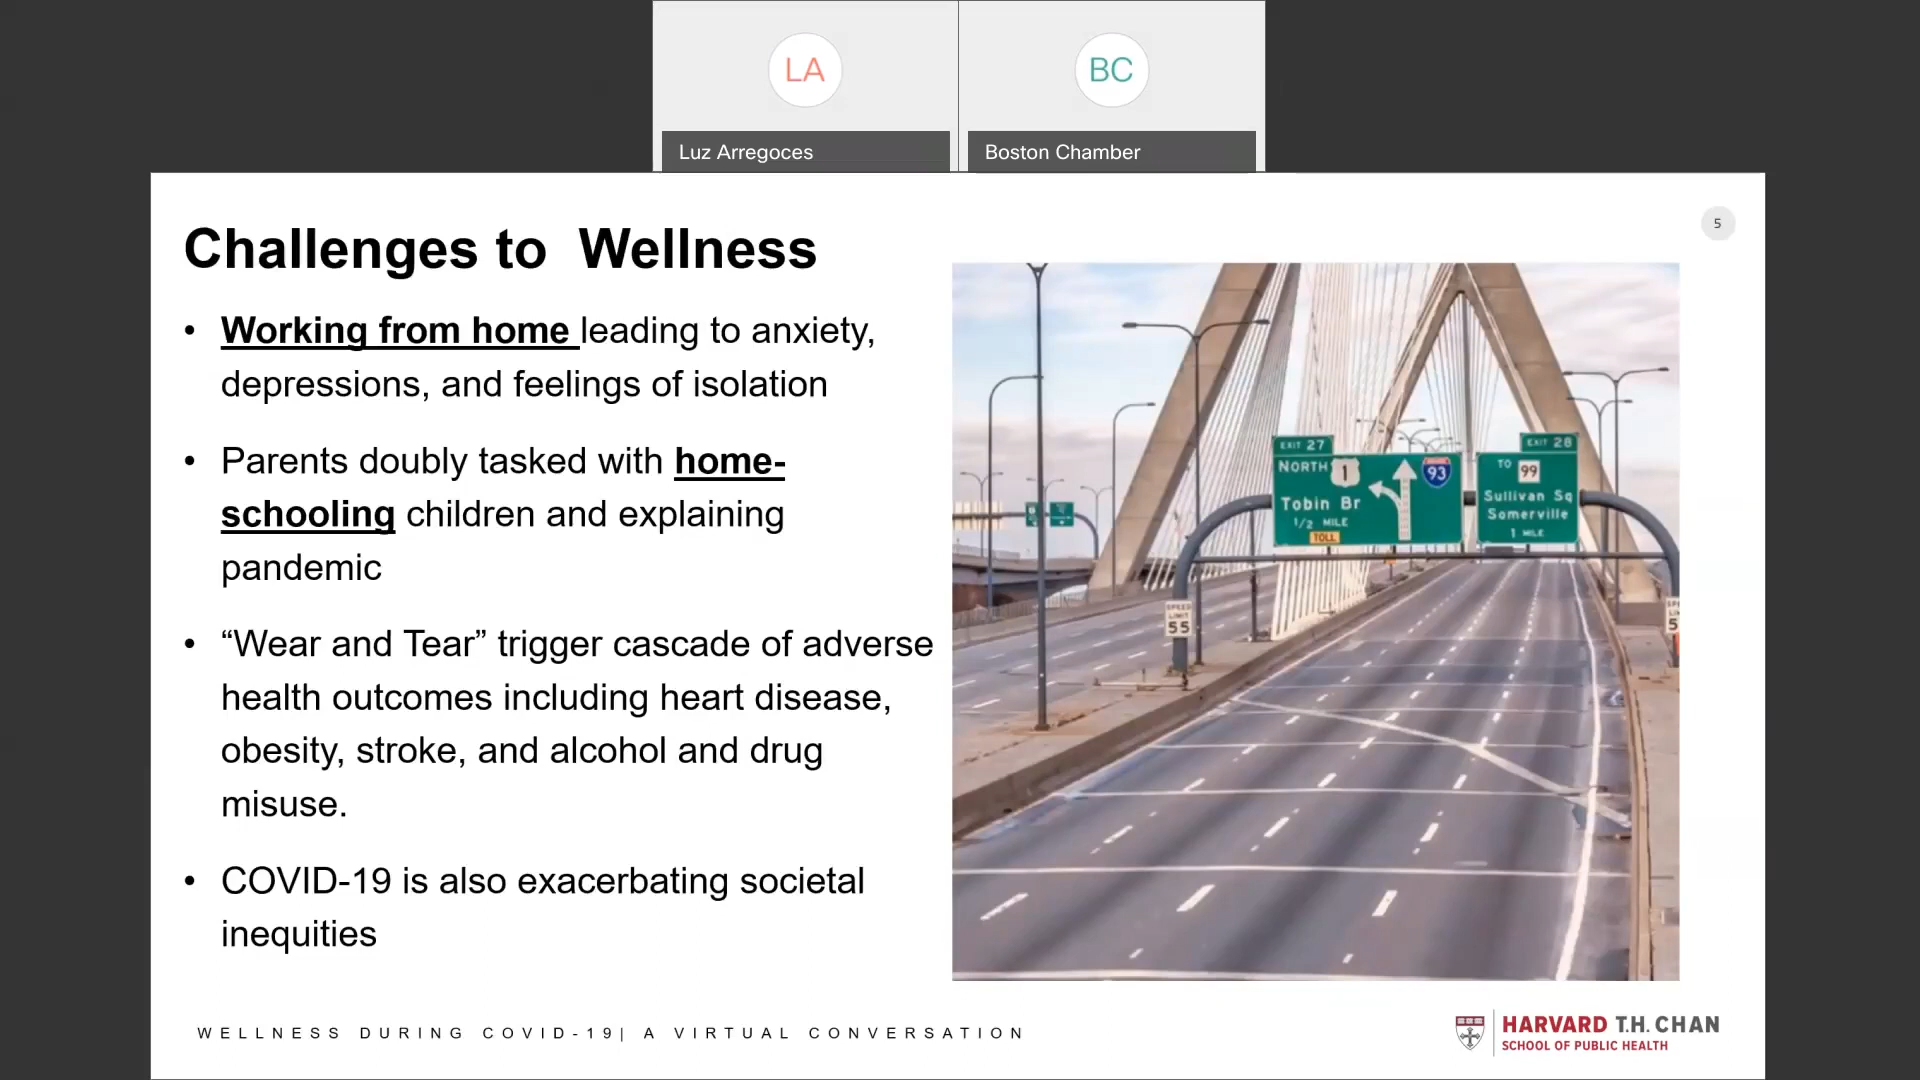 LA
BC
Luz Arregoces
Boston Chamber
5
Challenges to  Wellness
• Working from home leading to anxiety,
depressions, and feelings of isolation
• Parents doubly tasked with home-
schooling children and explaining
pandemic
• “Wear and Tear” trigger cascade of adverse
health outcomes including heart disease,
obesity, stroke, and alcohol and drug
misuse.
• COVID-19 is also exacerbating societal
inequities
EXIT 27
NORTH 1 93
Tobin Br
1/2 MILE
TOLL
EXIT 28
TO 99
Sullivan Sq
Somerville
1 MILE
SPEED
LIMIT
55
WELLNESS DURING COVID-19| A VIRTUAL CONVERSATION
HARVARD T.H. CHAN
SCHOOL OF PUBLIC HEALTH